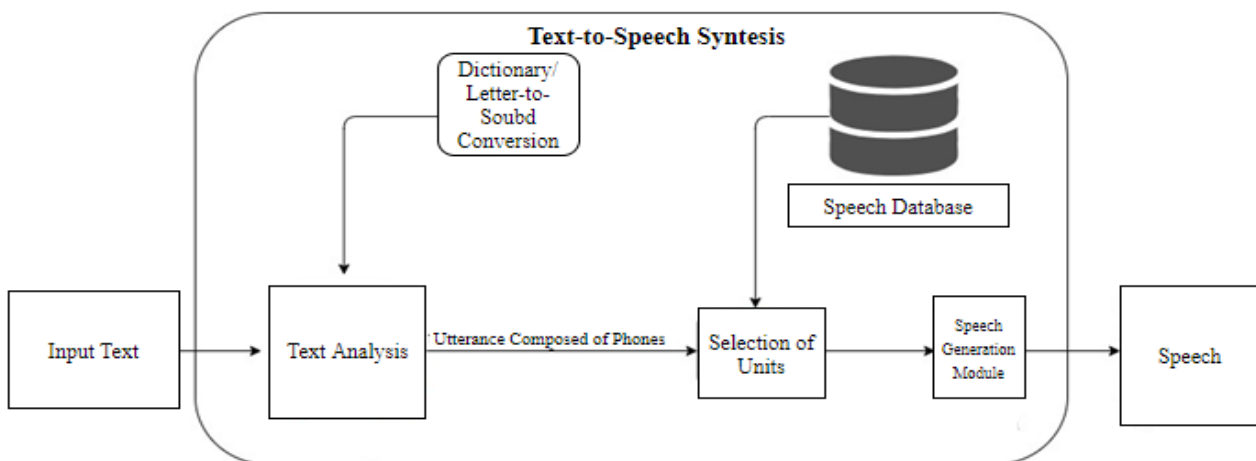 Text-to-Speech Syntesis
Dictionary/
Letter-to-
Soubd
Conversion
Speech Database
Input Text
Text Analysis
Utterance Composed of Phones
Selection of
Units
Speech
Generation
Module
Speech